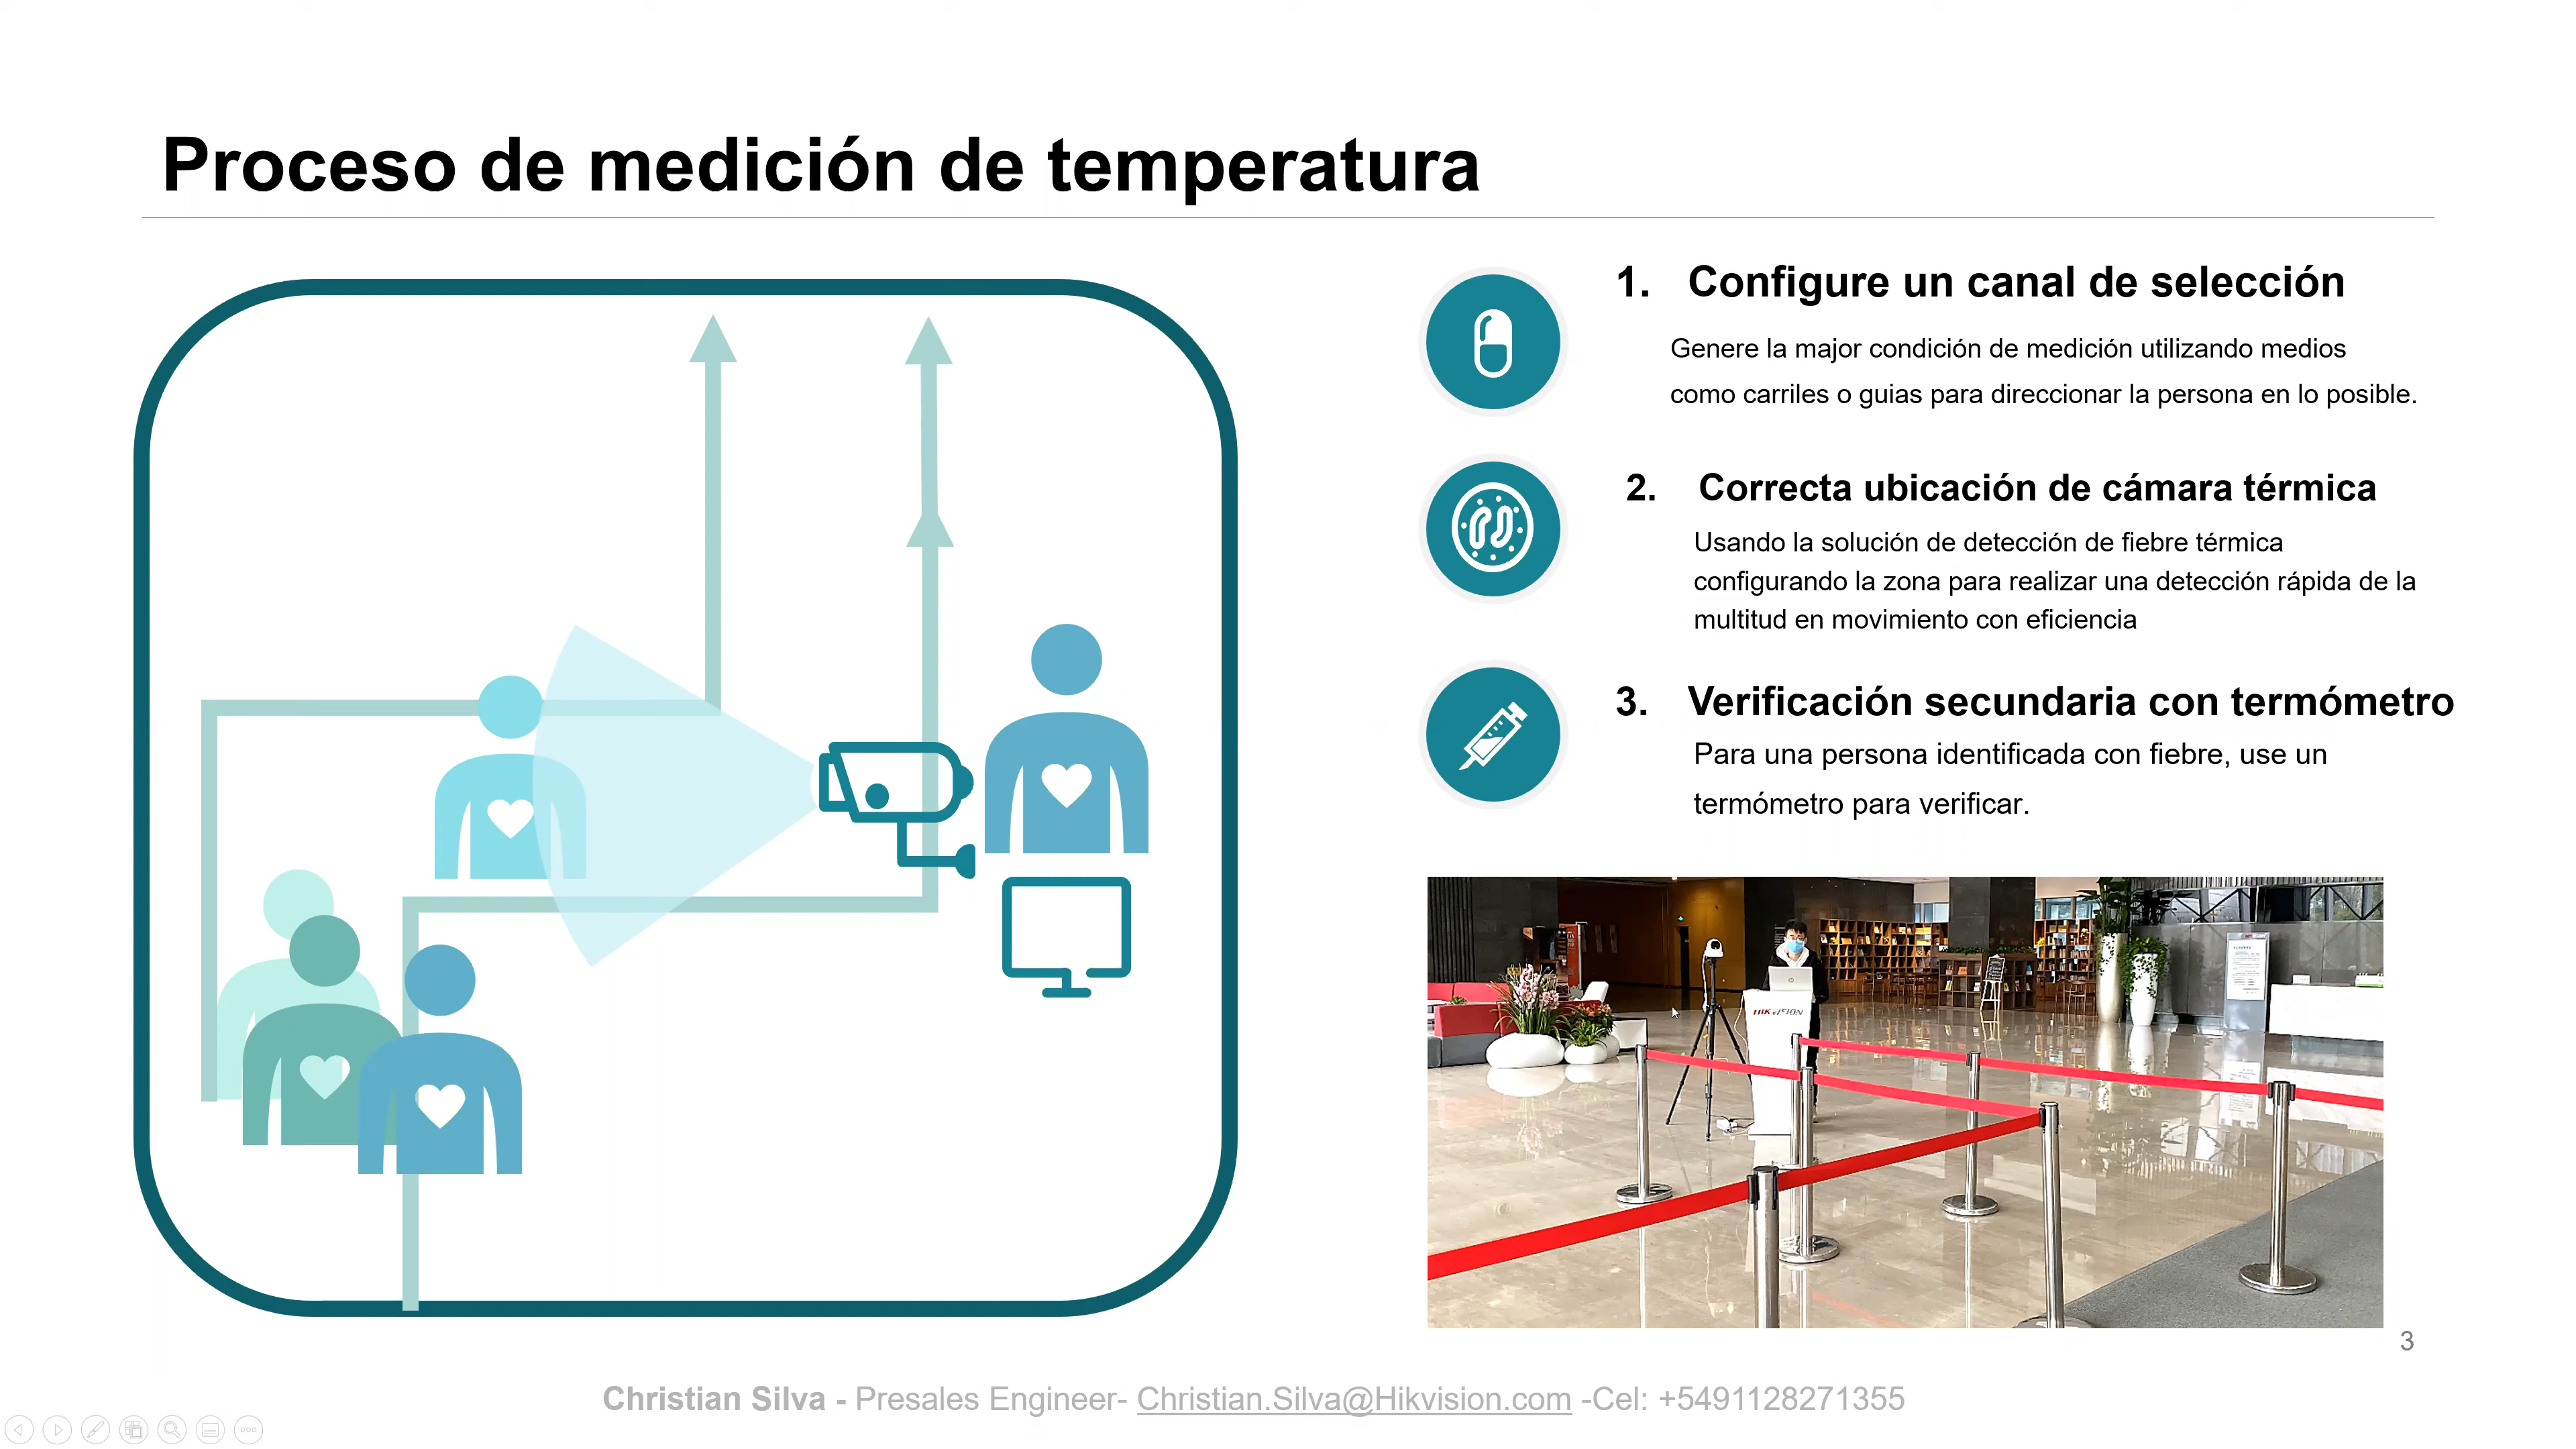 Proceso de medición de temperatura
1. Configure un canal de selección
Genere la major condición de medición utilizando medios
como carriles o guias para direccionar la persona en lo posible.
2. Correcta ubicación de cámara térmica
Usando la solución de detección de fiebre térmica
configurando la zona para realizar una detección rápida de la
multitud en movimiento con eficiencia
3. Verificación secundaria con termómetro
Para una persona identificada con fiebre, use un
termómetro para verificar.
HIKVISION
3
Christian Silva - Presales Engineer- Christian.Silva@Hikvision.com -Cel: +5491128271355